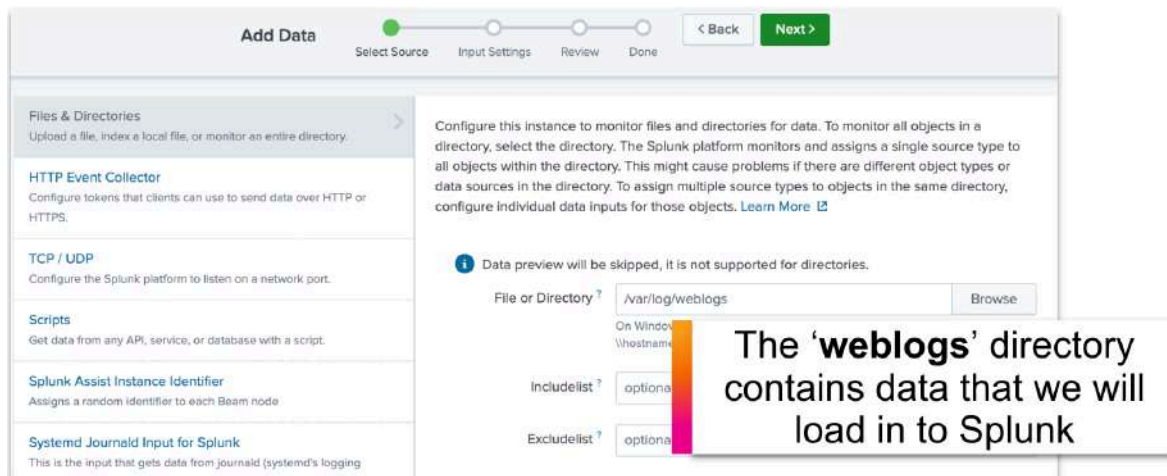 Add Data
Select Source
Input Settings
Review
Done
< Back
Next >
Files & Directories
Upload a file, index a local file, or monitor an entire directory.
HTTP Event Collector
Configure tokens that clients can use to send data over HTTP or
HTTPS.
TCP / UDP
Configure the Splunk platform to listen on a network port.
Scripts
Get data from any API, service, or database with a script.
Splunk Assist Instance Identifier
Assigns a random identifier to each Beam node
Systemd Journald Input for Splunk
This is the input that gets data from journald (systemd's logging
Configure this instance to monitor files and directories for data. To monitor all objects in a
directory, select the directory. The Splunk platform monitors and assigns a single source type to
all objects within the directory. This might cause problems if there are different object types or
data sources in the directory. To assign multiple source types to objects in the same directory,
configure individual data inputs for those objects. Learn More
Data preview will be skipped, it is not supported for directories.
File or Directory ?
/var/log/weblogs
Browse
On
\\hostname
Includelist ?
Excludelist ?
The ‘weblogs’ directory
contains data that we will
load in to Splunk